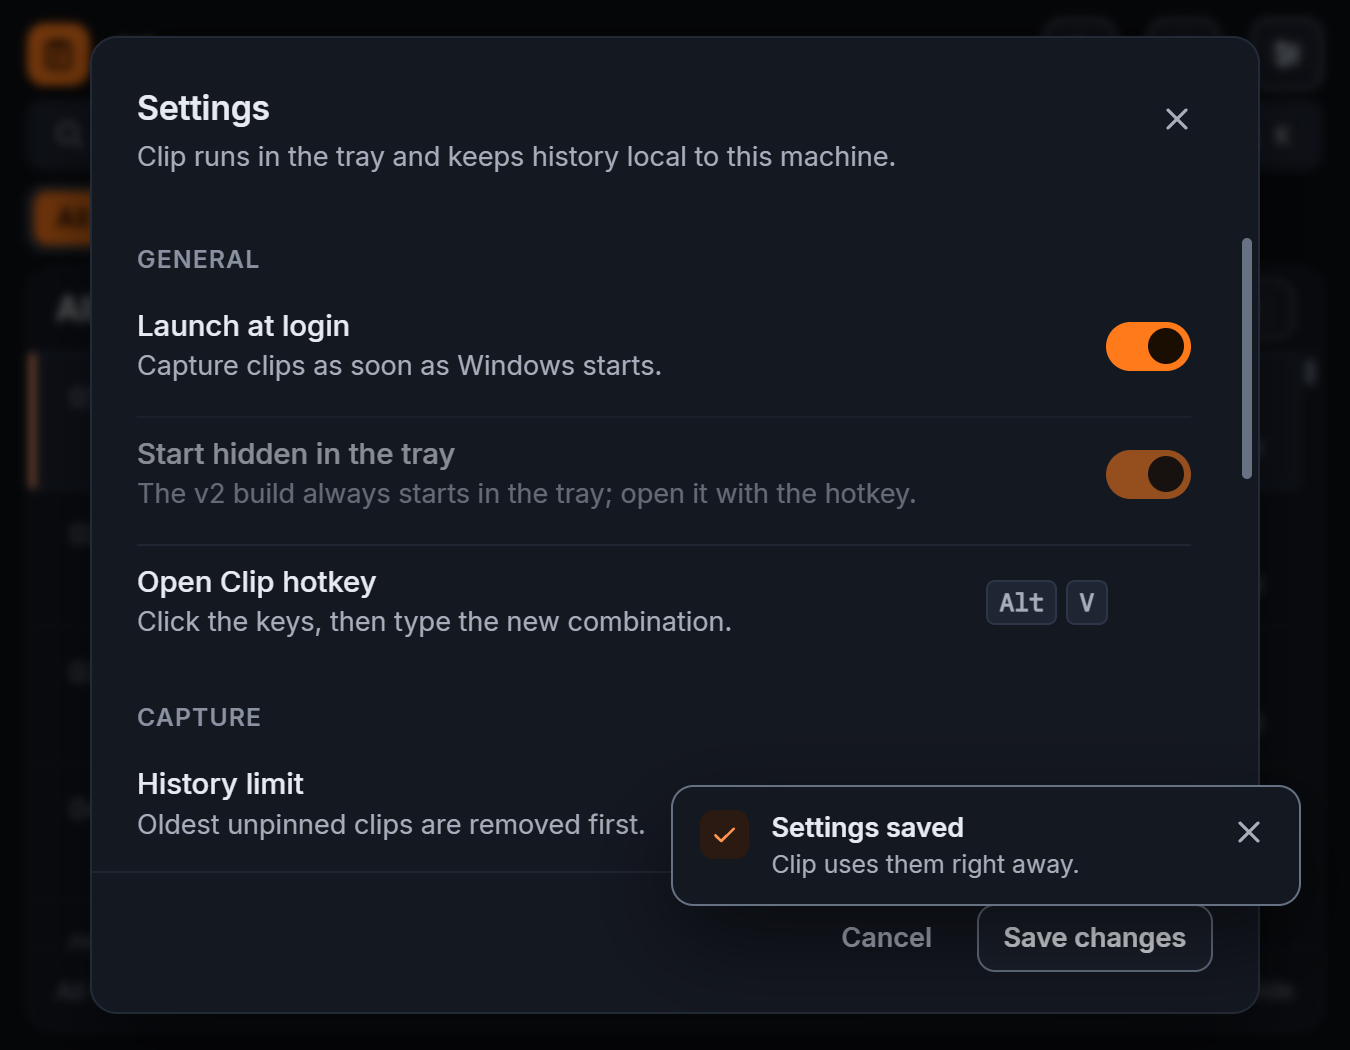 Settings
Clip runs in the tray and keeps history local to this machine.
GENERAL
Launch at login
Capture clips as soon as Windows starts.
Start hidden in the tray
The v2 build always starts in the tray; open it with the hotkey.
Open Clip hotkey
Click the keys, then type the new combination.
Alt V
CAPTURE
History limit
Oldest unpinned clips are removed first.
Settings saved
Clip uses them right away.
Cancel
Save changes